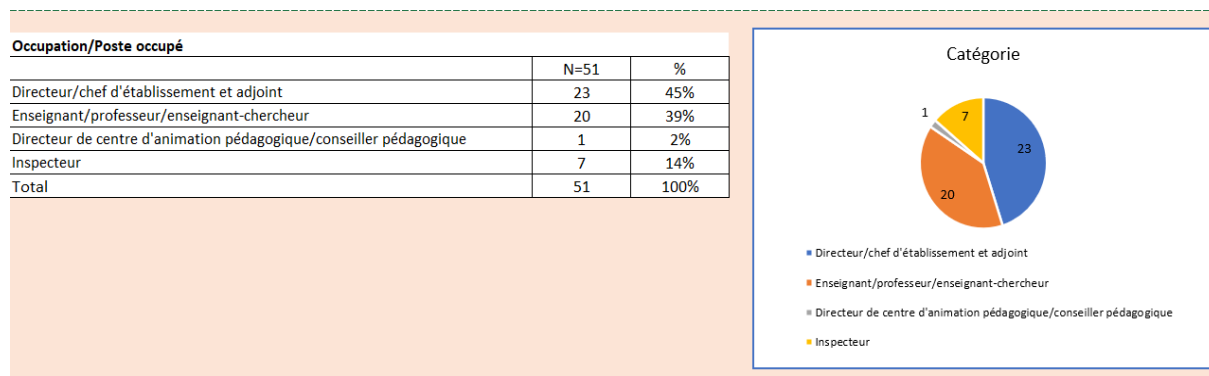 Occupation/Poste occupé
N=51 %
Directeur/chef d'établissement et adjoint 23 45%
Enseignant/professeur/enseignant-chercheur 20 39%
Directeur de centre d'animation pédagogique/conseiller pédagogique 1 2%
Inspecteur 7 14%
Total 51 100%
Catégorie
1
7
23
20
Directeur/chef d'établissement et adjoint
Enseignant/professeur/enseignant-chercheur
Directeur de centre d'animation pédagogique/conseiller pédagogique
Inspecteur